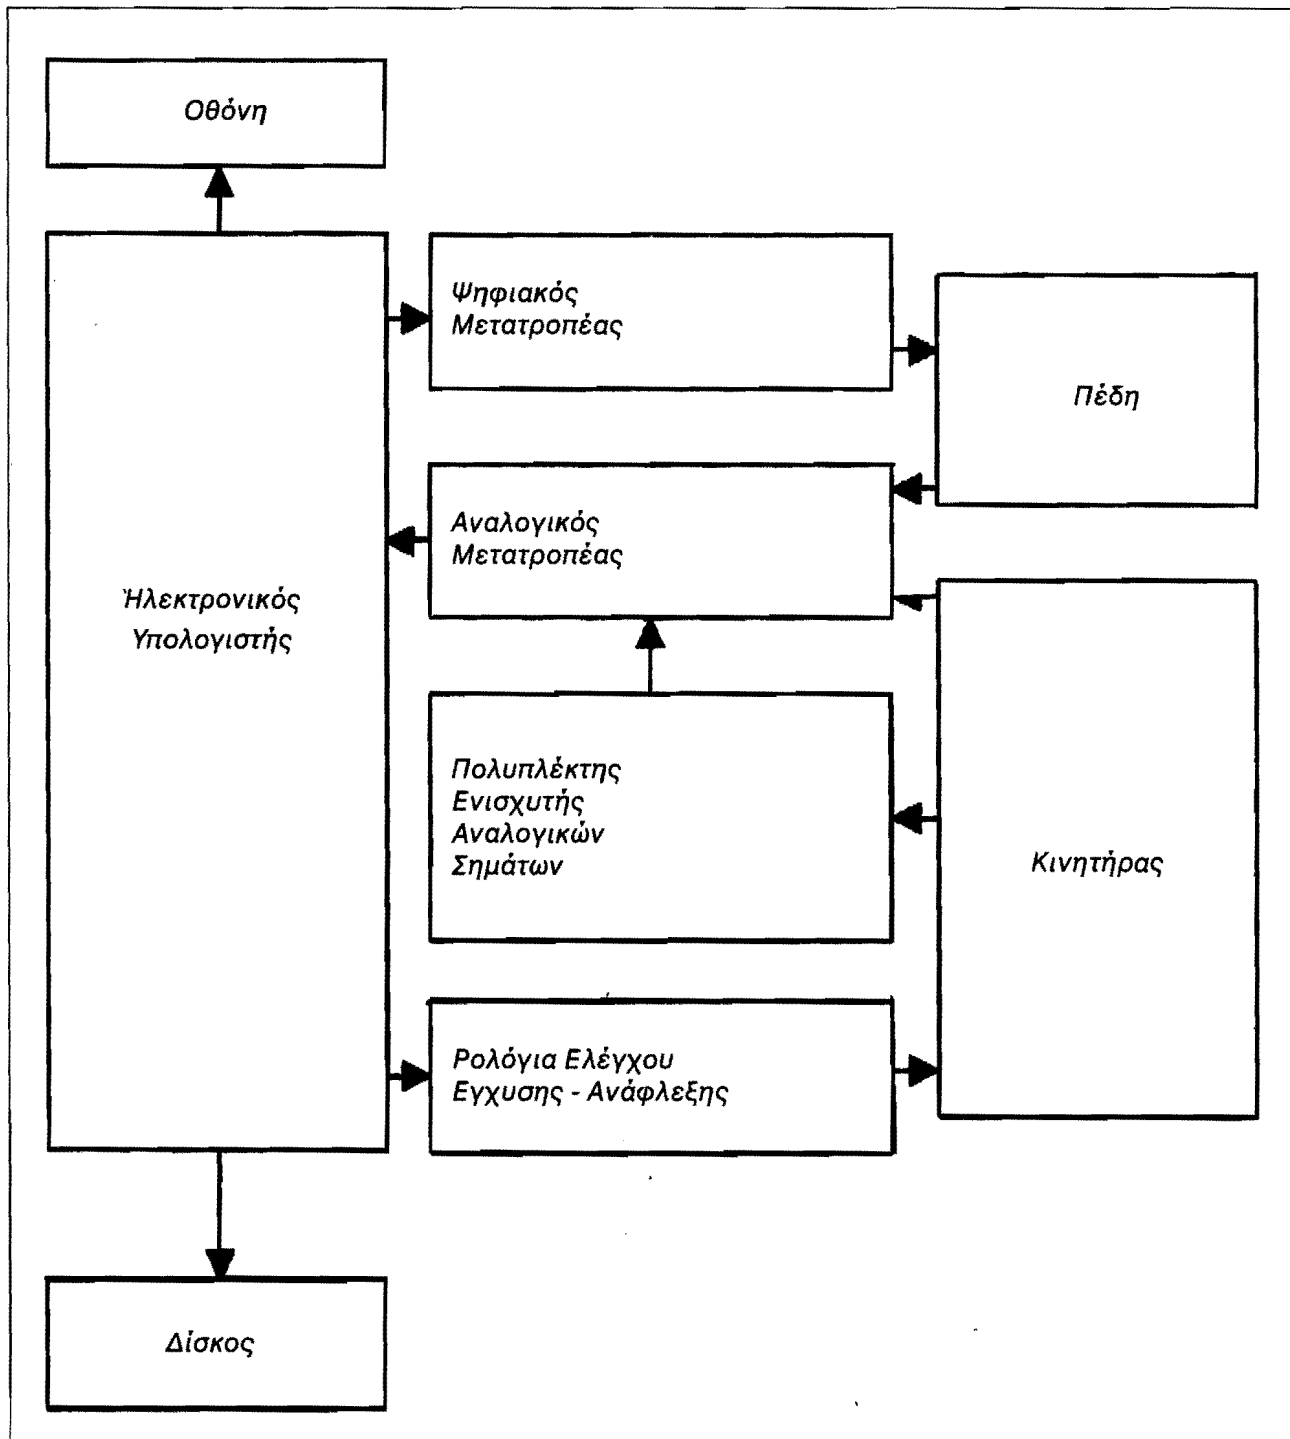 Οθόνη
Ψηφιακός
Μετατροπέας
Πέδη
Αναλογικός
Μετατροπέας
Ηλεκτρονικός
Υπολογιστής
Πολυπλέκτης
Ενισχυτής
Αναλογικών
Σημάτων
Κινητήρας
Ρολόγια Ελέγχου
Εγχυσης - Ανάφλεξης
Δίσκος